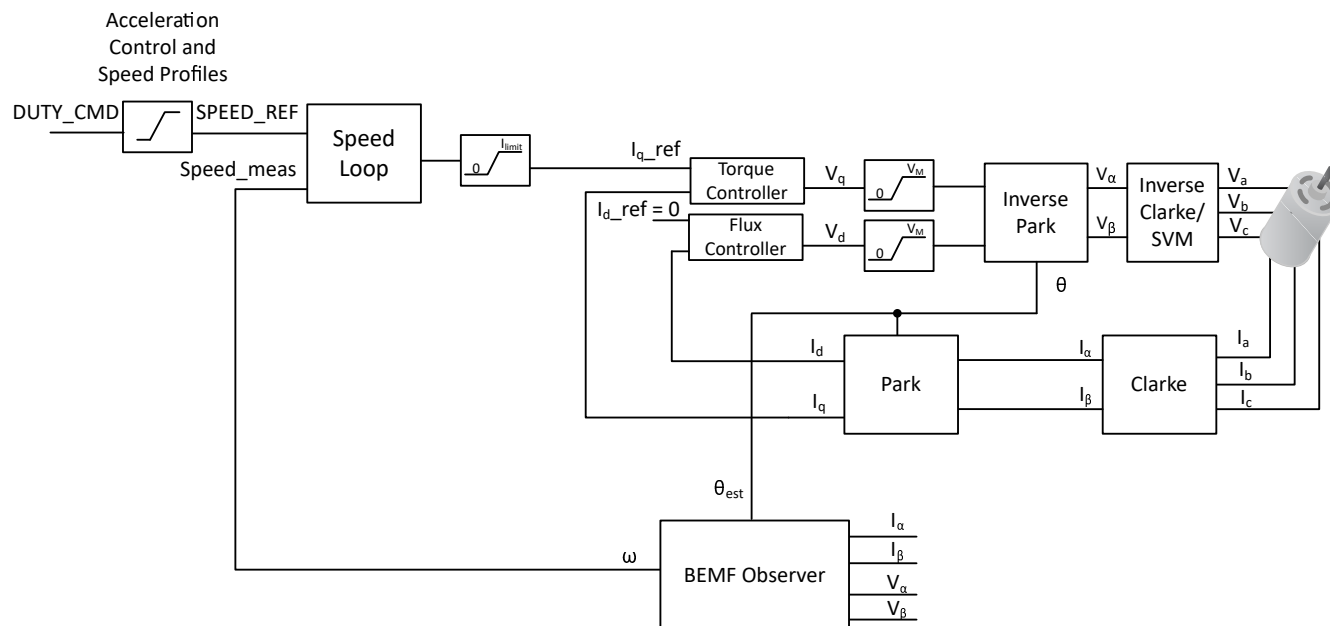 Acceleration
Control and
Speed Profiles
DUTY_CMD
SPEED_REF
Speed_meas
Speed
Loop
I_limit
0
I_q_ref
I_d_ref = 0
Torque
Controller
Flux
Controller
V_q
V_d
V_M
0
V_M
0
Inverse
Park
V_α
V_β
Inverse
Clarke/
SVM
V_a
V_b
V_c
θ
I_d
I_q
Park
I_α
I_β
Clarke
I_a
I_b
I_c
θ_est
ω
BEMF Observer
I_α
I_β
V_α
V_β